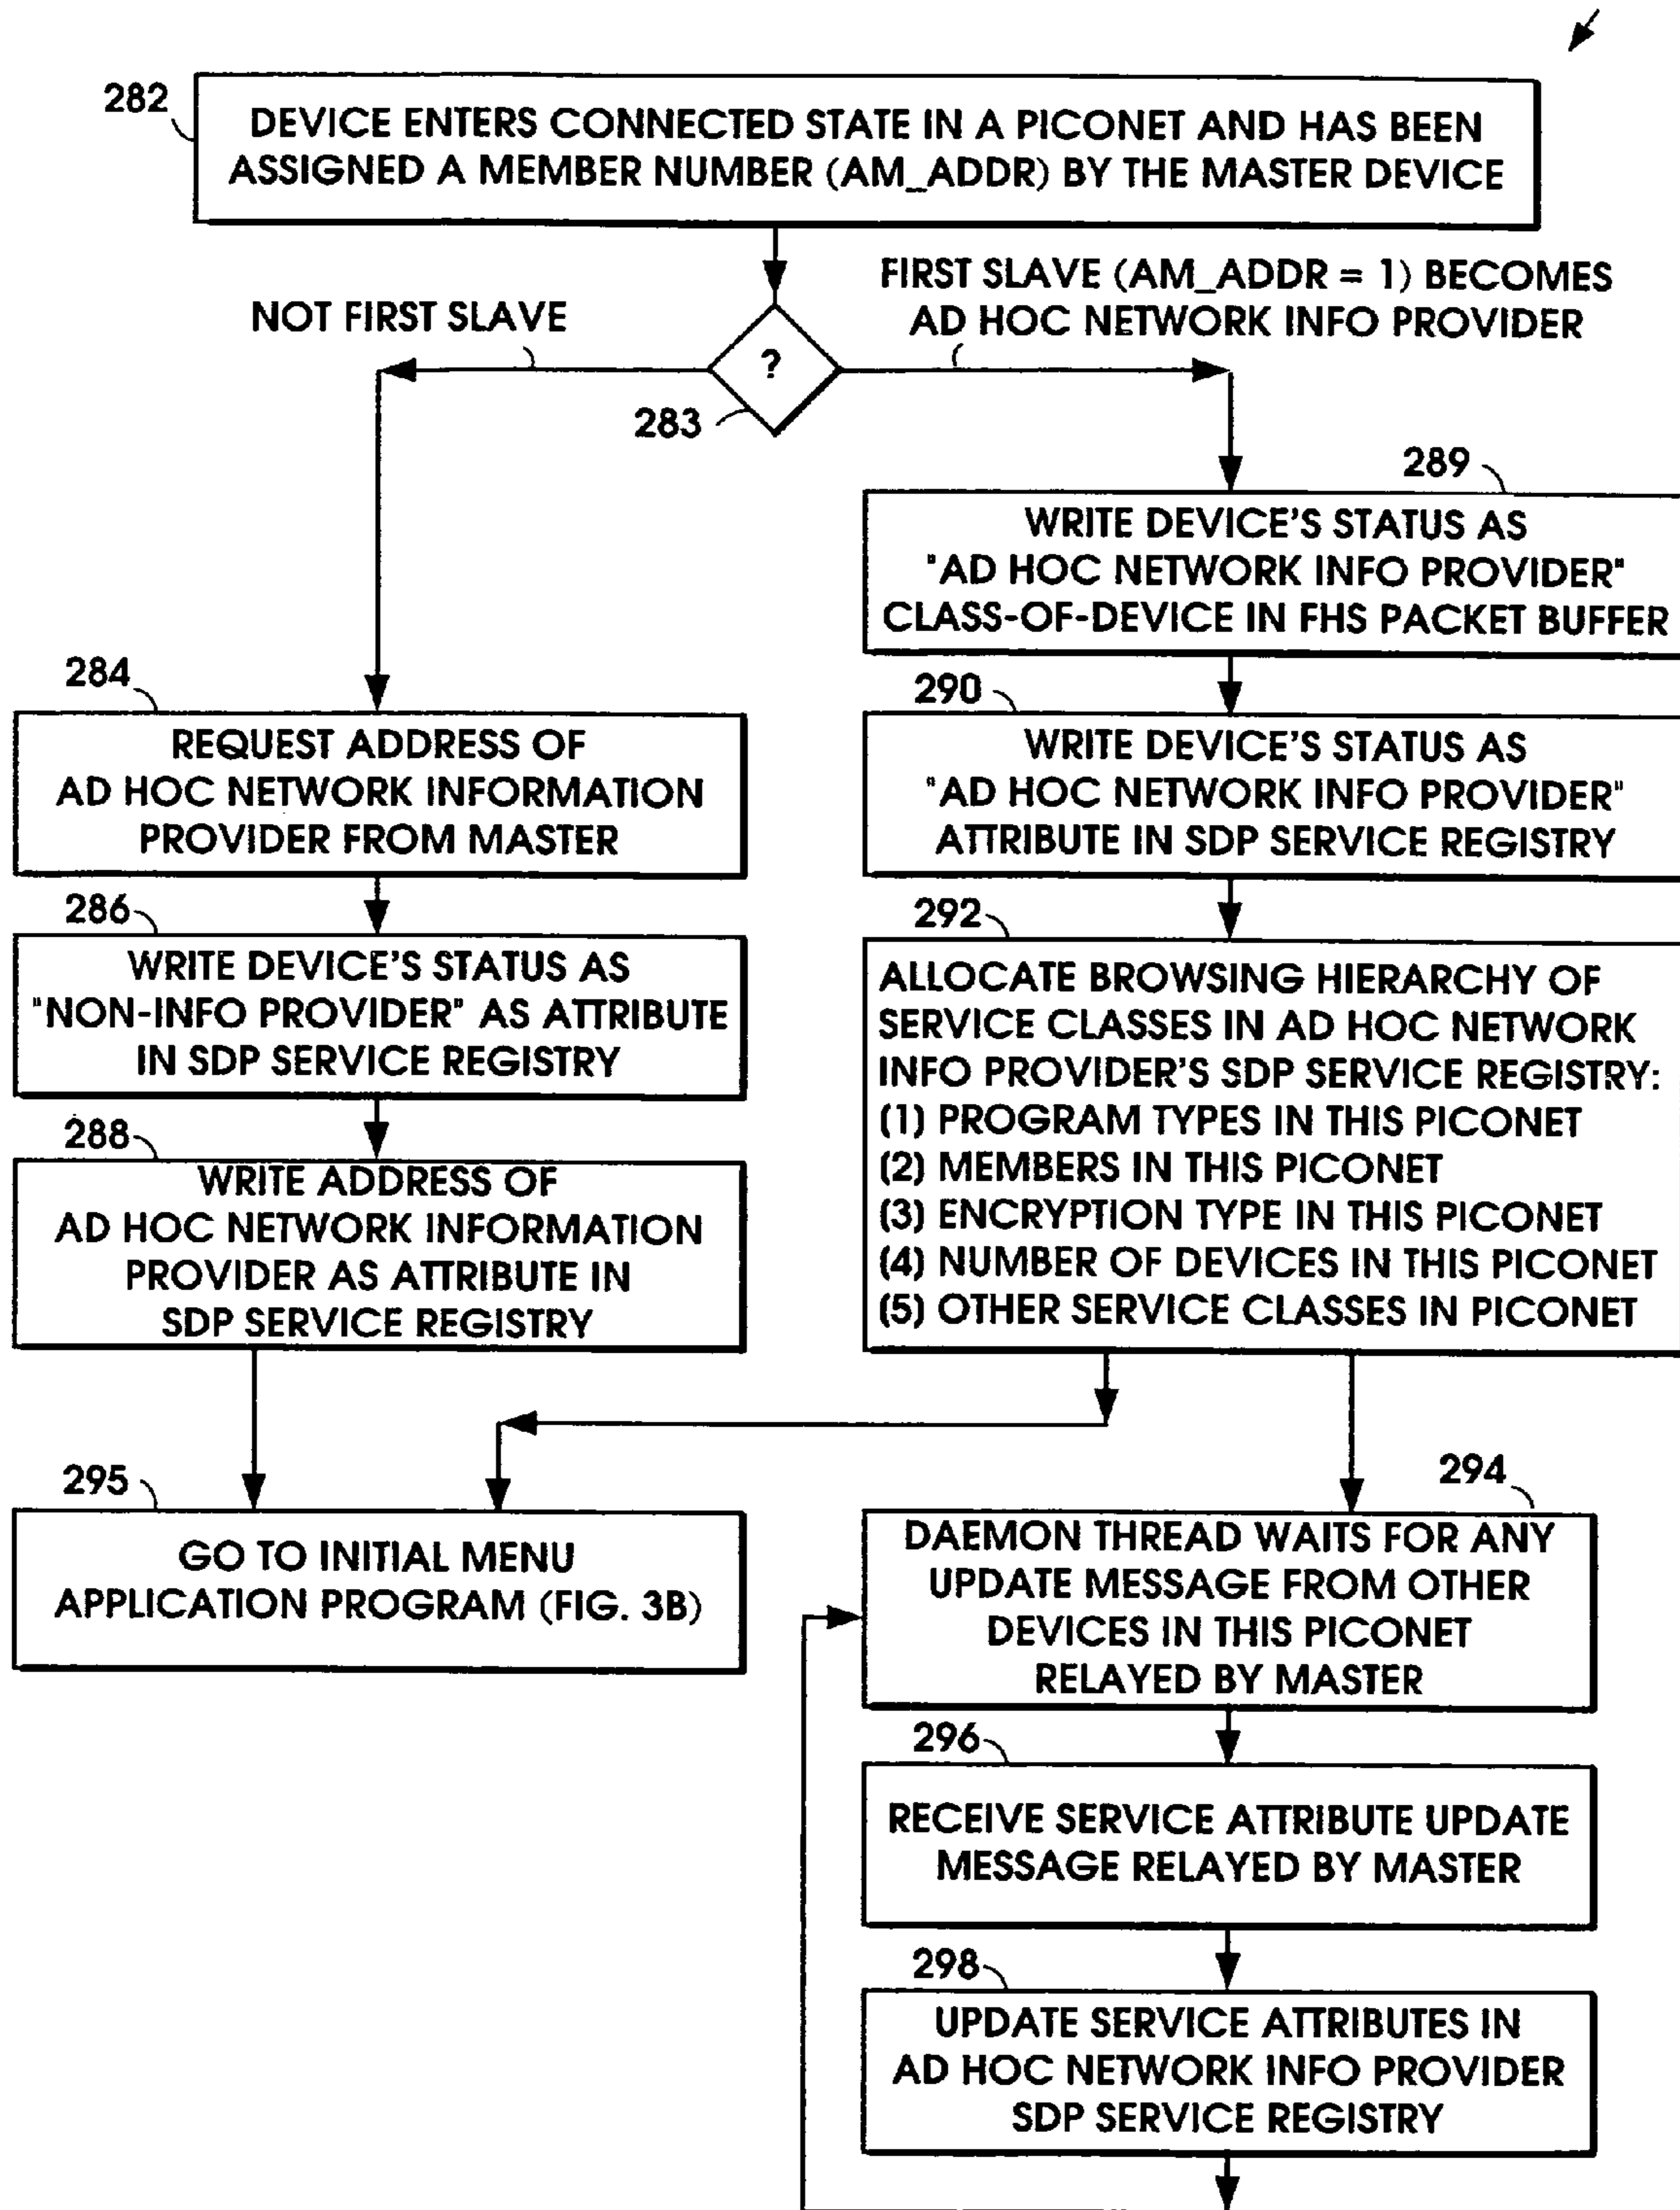 282
DEVICE ENTERS CONNECTED STATE IN A PICONET AND HAS BEEN
ASSIGNED A MEMBER NUMBER (AM_ADDR) BY THE MASTER DEVICE
NOT FIRST SLAVE
FIRST SLAVE (AM_ADDR = 1) BECOMES
AD HOC NETWORK INFO PROVIDER
?
283
284
REQUEST ADDRESS OF
AD HOC NETWORK INFORMATION
PROVIDER FROM MASTER
286
WRITE DEVICE'S STATUS AS
"NON-INFO PROVIDER" AS ATTRIBUTE
IN SDP SERVICE REGISTRY
288
WRITE ADDRESS OF
AD HOC NETWORK INFORMATION
PROVIDER AS ATTRIBUTE IN
SDP SERVICE REGISTRY
289
WRITE DEVICE'S STATUS AS
"AD HOC NETWORK INFO PROVIDER"
CLASS-OF-DEVICE IN FHS PACKET BUFFER
290
WRITE DEVICE'S STATUS AS
"AD HOC NETWORK INFO PROVIDER"
ATTRIBUTE IN SDP SERVICE REGISTRY
292
ALLOCATE BROWSING HIERARCHY OF
SERVICE CLASSES IN AD HOC NETWORK
INFO PROVIDER'S SDP SERVICE REGISTRY:
(1) PROGRAM TYPES IN THIS PICONET
(2) MEMBERS IN THIS PICONET
(3) ENCRYPTION TYPE IN THIS PICONET
(4) NUMBER OF DEVICES IN THIS PICONET
(5) OTHER SERVICE CLASSES IN PICONET
295
GO TO INITIAL MENU
APPLICATION PROGRAM (FIG. 3B)
294
DAEMON THREAD WAITS FOR ANY
UPDATE MESSAGE FROM OTHER
DEVICES IN THIS PICONET
RELAYED BY MASTER
296
RECEIVE SERVICE ATTRIBUTE UPDATE
MESSAGE RELAYED BY MASTER
298
UPDATE SERVICE ATTRIBUTES IN
AD HOC NETWORK INFO PROVIDER
SDP SERVICE REGISTRY